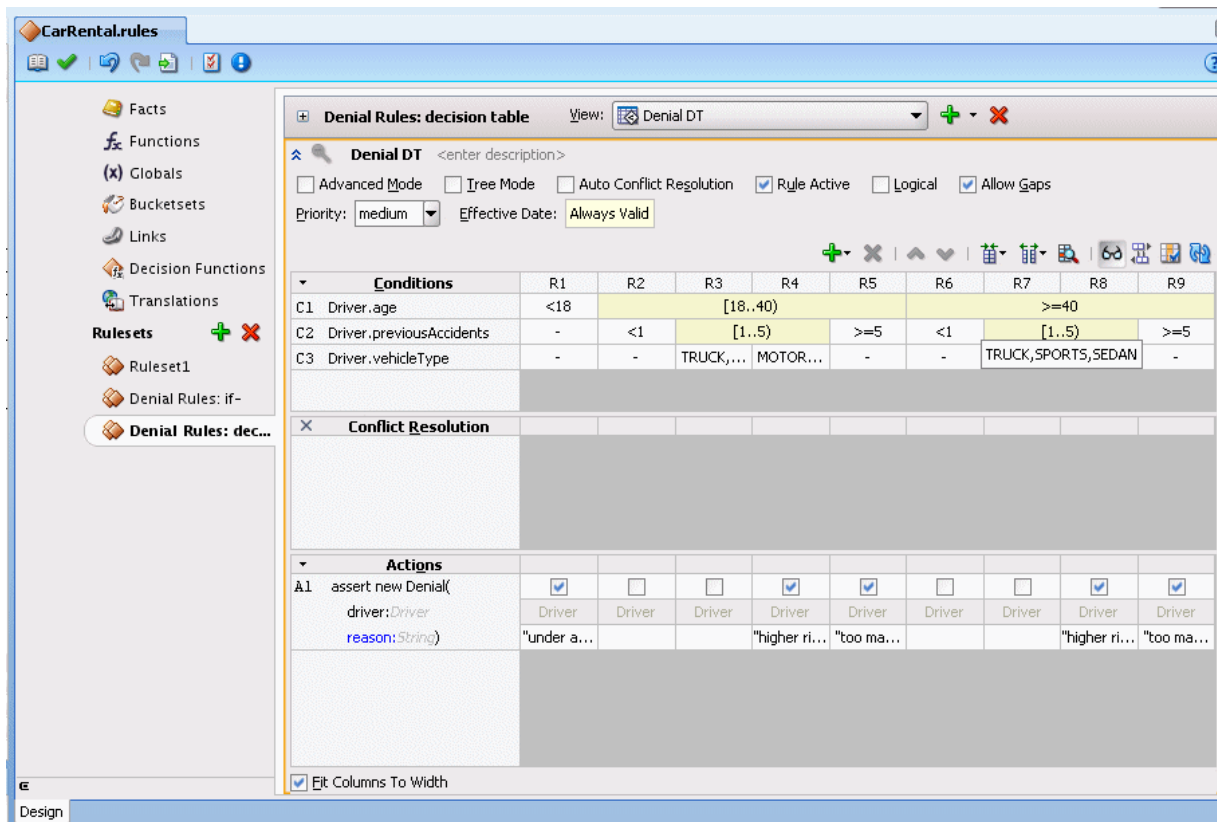 CarRental.rules
Facts
Functions
(x) Globals
Bucketsets
Links
Decision Functions
Translations
Rulesets
Ruleset1
Denial Rules: if-
Denial Rules: dec...
Denial Rules: decision table View: Denial DT
Denial DT <enter description>
Advanced Mode Tree Mode Auto Conflict Resolution Rule Active Logical Allow Gaps
Priority: medium Effective Date: Always Valid
Conditions R1 R2 R3 R4 R5 R6 R7 R8 R9
C1 Driver.age <18 [18..40) >=40
C2 Driver.previousAccidents - <1 [1..5) >=5 <1 [1..5) >=5
C3 Driver.vehicleType - - TRUCK,... MOTOR... - - TRUCK,SPORTS,SEDAN -
Conflict Resolution
Actions
A1 assert new Denial(
driver:Driver Driver Driver Driver Driver Driver Driver Driver Driver Driver
reason:String) "under a... "higher ri... "too ma... "higher ri... "too ma...
Fit Columns To Width
Design